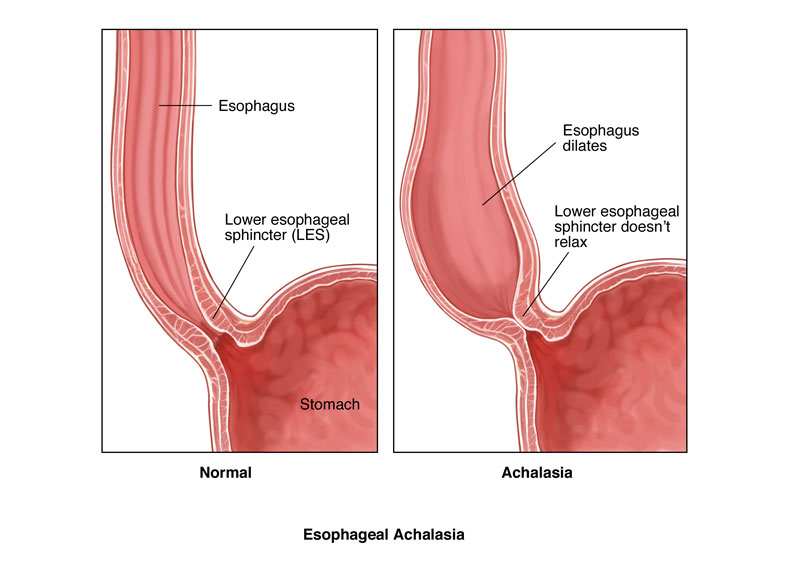 Esophagus
Lower esophageal
sphincter (LES)
Stomach
Normal
Esophagus
dilates
Lower esophageal
sphincter doesn't
relax
Achalasia
Esophageal Achalasia